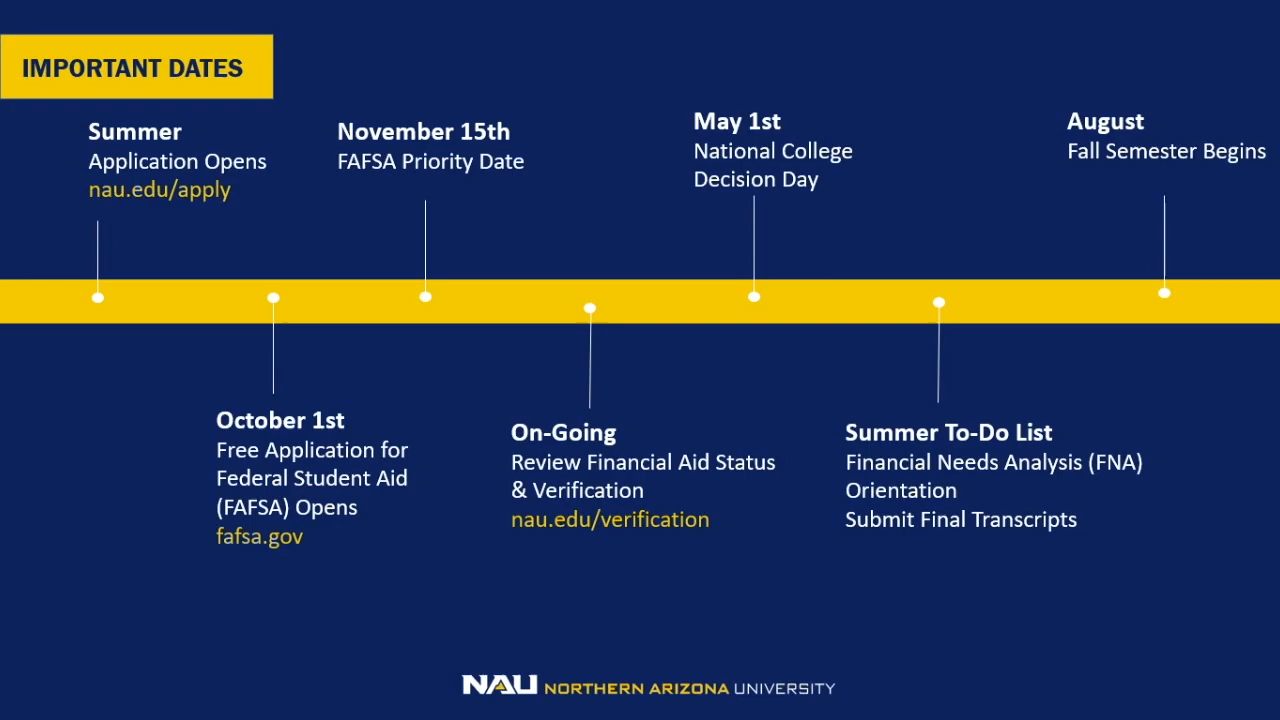 IMPORTANT DATES
Summer
Application Opens
nau.edu/apply
November 15th
FAFSA Priority Date
May 1st
National College
Decision Day
August
Fall Semester Begins
October 1st
Free Application for
Federal Student Aid
(FAFSA) Opens
fafsa.gov
On-Going
Review Financial Aid Status
& Verification
nau.edu/verification
Summer To-Do List
Financial Needs Analysis (FNA)
Orientation
Submit Final Transcripts
NAU NORTHERN ARIZONA UNIVERSITY